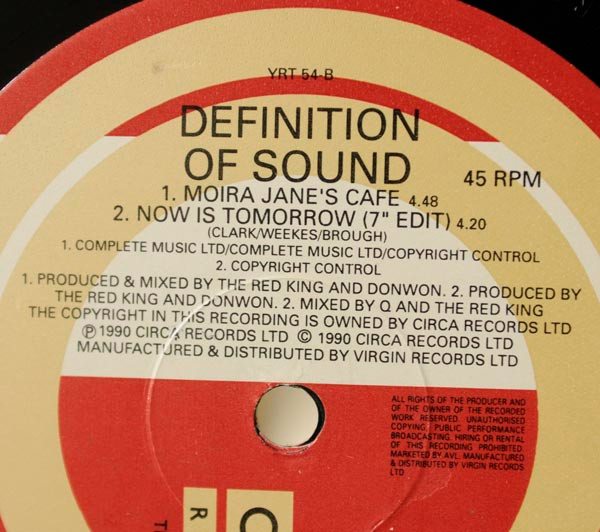 YRT 54-B
DEFINITION
OF SOUND
45 RPM
1. MOIRA JANE'S CAFE 4.48
2. NOW IS TOMORROW (7" EDIT) 4.20
(CLARK/WEEKES/BROUGH)
1. COMPLETE MUSIC LTD/COMPLETE MUSIC LTD/COPYRIGHT CONTROL
2. COPYRIGHT CONTROL
1. PRODUCED & MIXED BY THE RED KING AND DONWON. 2. PRODUCED BY
THE RED KING AND DONWON. 2. MIXED BY Q AND THE RED KING
THE COPYRIGHT IN THIS RECORDING IS OWNED BY CIRCA RECORDS LTD
℗ 1990 CIRCA RECORDS LTD © 1990 CIRCA RECORDS LTD
MANUFACTURED & DISTRIBUTED BY VIRGIN RECORDS LTD
ALL RIGHTS OF THE PRODUCER AND
OF THE OWNER OF THE RECORDED
WORK RESERVED. UNAUTHORISED
COPYING, PUBLIC PERFORMANCE
BROADCASTING, HIRING OR RENTAL
OF THIS RECORDING PROHIBITED.
MARKETED BY AVL. MANUFACTURED
& DISTRIBUTED BY VIRGIN RECORDS
LTD